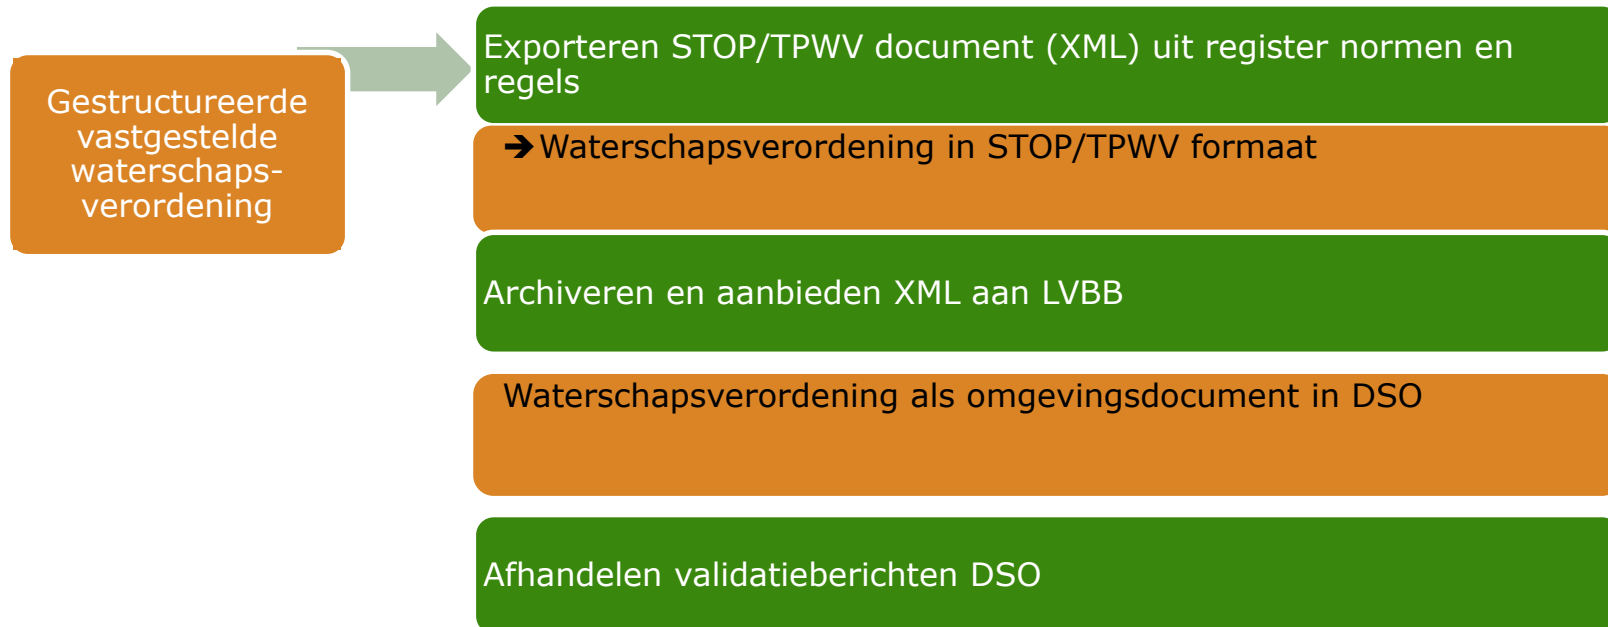 Gestructureerde
vastgestelde
waterschaps-
verordening
Exporteren STOP/TPWV document (XML) uit register normen en
regels
➔ Waterschapsverordening in STOP/TPWV formaat
Archiveren en aanbieden XML aan LVBB
Waterschapsverordening als omgevingsdocument in DSO
Afhandelen validatieberichten DSO